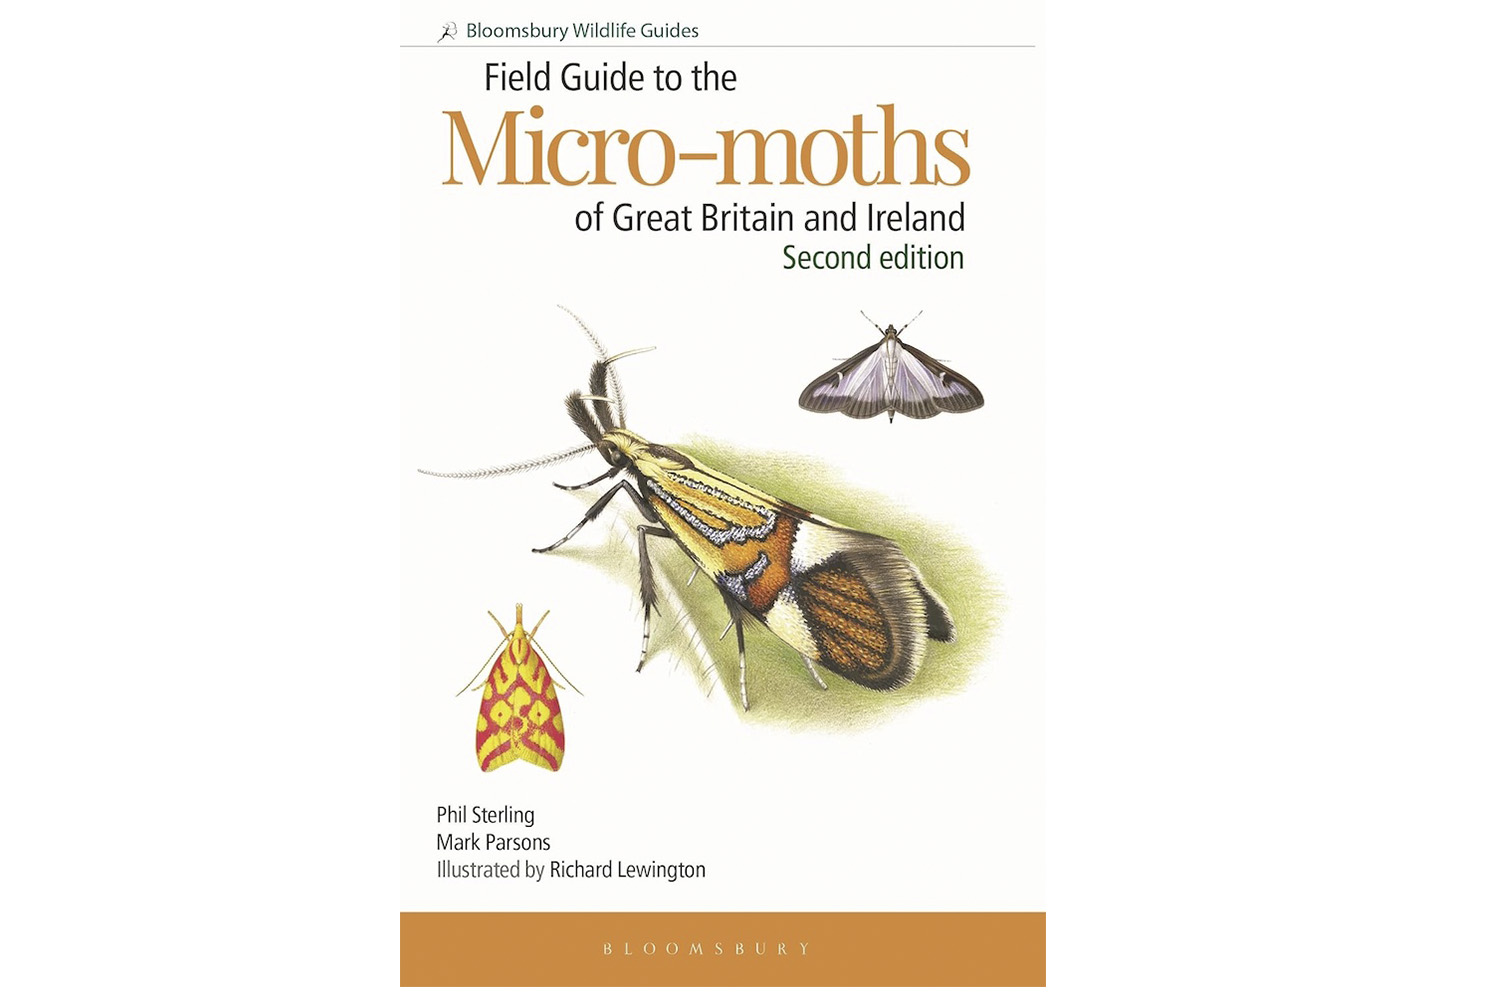 Bloomsbury Wildlife Guides
Field Guide to the
Micro-moths
of Great Britain and Ireland
Second edition
Phil Sterling
Mark Parsons
Illustrated by Richard Lewington
BLOOMSBURY